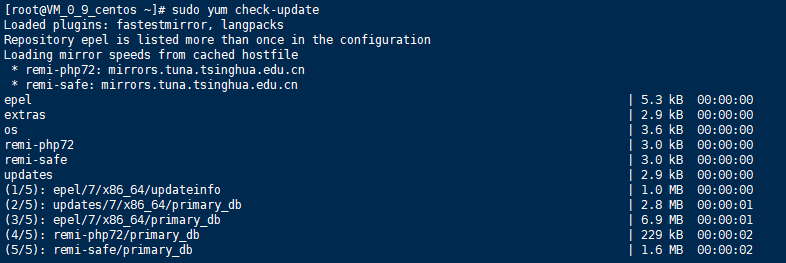 [root@VM_0_9_centos ~]# sudo yum check-update
Loaded plugins: fastestmirror, langpacks
Repository epel is listed more than once in the configuration
Loading mirror speeds from cached hostfile
 * remi-php72: mirrors.tuna.tsinghua.edu.cn
 * remi-safe: mirrors.tuna.tsinghua.edu.cn
epel | 5.3 kB 00:00:00
extras | 2.9 kB 00:00:00
os | 3.6 kB 00:00:00
remi-php72 | 3.0 kB 00:00:00
remi-safe | 3.0 kB 00:00:00
updates | 2.9 kB 00:00:00
(1/5): epel/7/x86_64/updateinfo | 1.0 MB 00:00:00
(2/5): updates/7/x86_64/primary_db | 2.8 MB 00:00:01
(3/5): epel/7/x86_64/primary_db | 6.9 MB 00:00:01
(4/5): remi-php72/primary_db | 229 kB 00:00:02
(5/5): remi-safe/primary_db | 1.6 MB 00:00:02